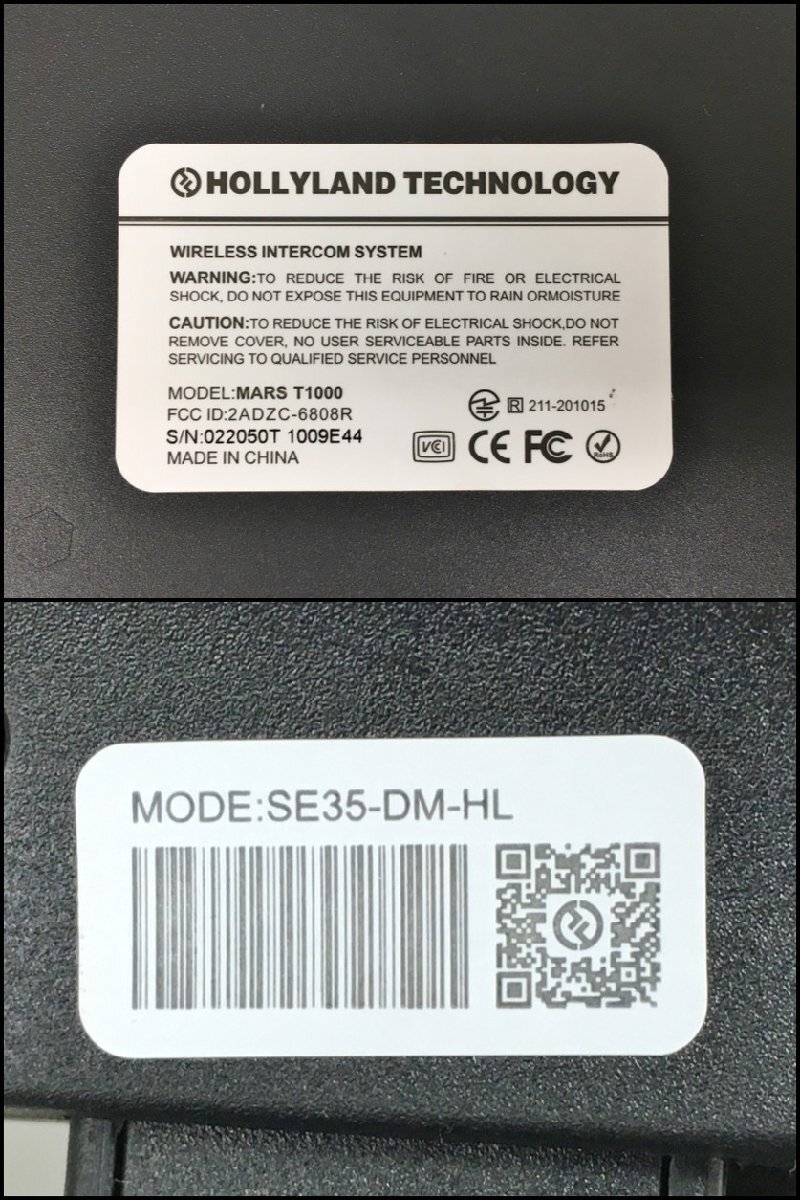 HOLLYLAND TECHNOLOGY
WIRELESS INTERCOM SYSTEM
WARNING:TO REDUCE THE RISK OF FIRE OR ELECTRICAL
SHOCK, DO NOT EXPOSE THIS EQUIPMENT TO RAIN ORMOISTURE
CAUTION:TO REDUCE THE RISK OF ELECTRICAL SHOCK,DO NOT
REMOVE COVER, NO USER SERVICEABLE PARTS INSIDE. REFER
SERVICING TO QUALIFIED SERVICE PERSONNEL
MODEL:MARS T1000
FCC ID:2ADZC-6808R
R 211-201015
S/N:022050T 1009E44
MADE IN CHINA
VCI CE FC RoHS
MODE:SE35-DM-HL